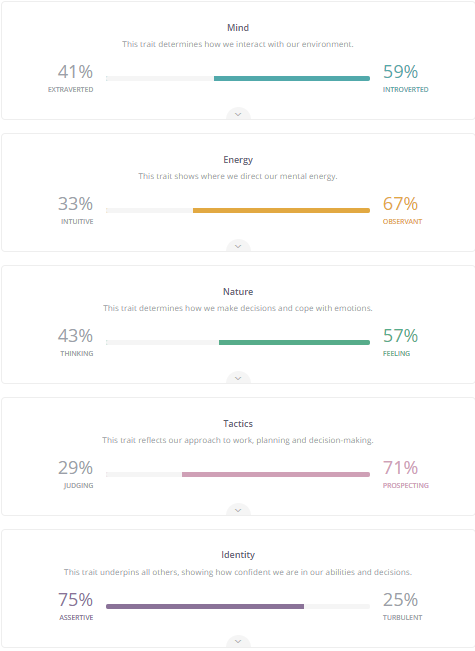 Mind
This trait determines how we interact with our environment.
41% 59%
EXTRAVERTED INTROVERTED
Energy
This trait shows where we direct our mental energy.
33% 67%
INTUITIVE OBSERVANT
Nature
This trait determines how we make decisions and cope with emotions.
43% 57%
THINKING FEELING
Tactics
This trait reflects our approach to work, planning and decision-making.
29% 71%
JUDGING PROSPECTING
Identity
This trait underpins all others, showing how confident we are in our abilities and decisions.
75% 25%
ASSERTIVE TURBULENT